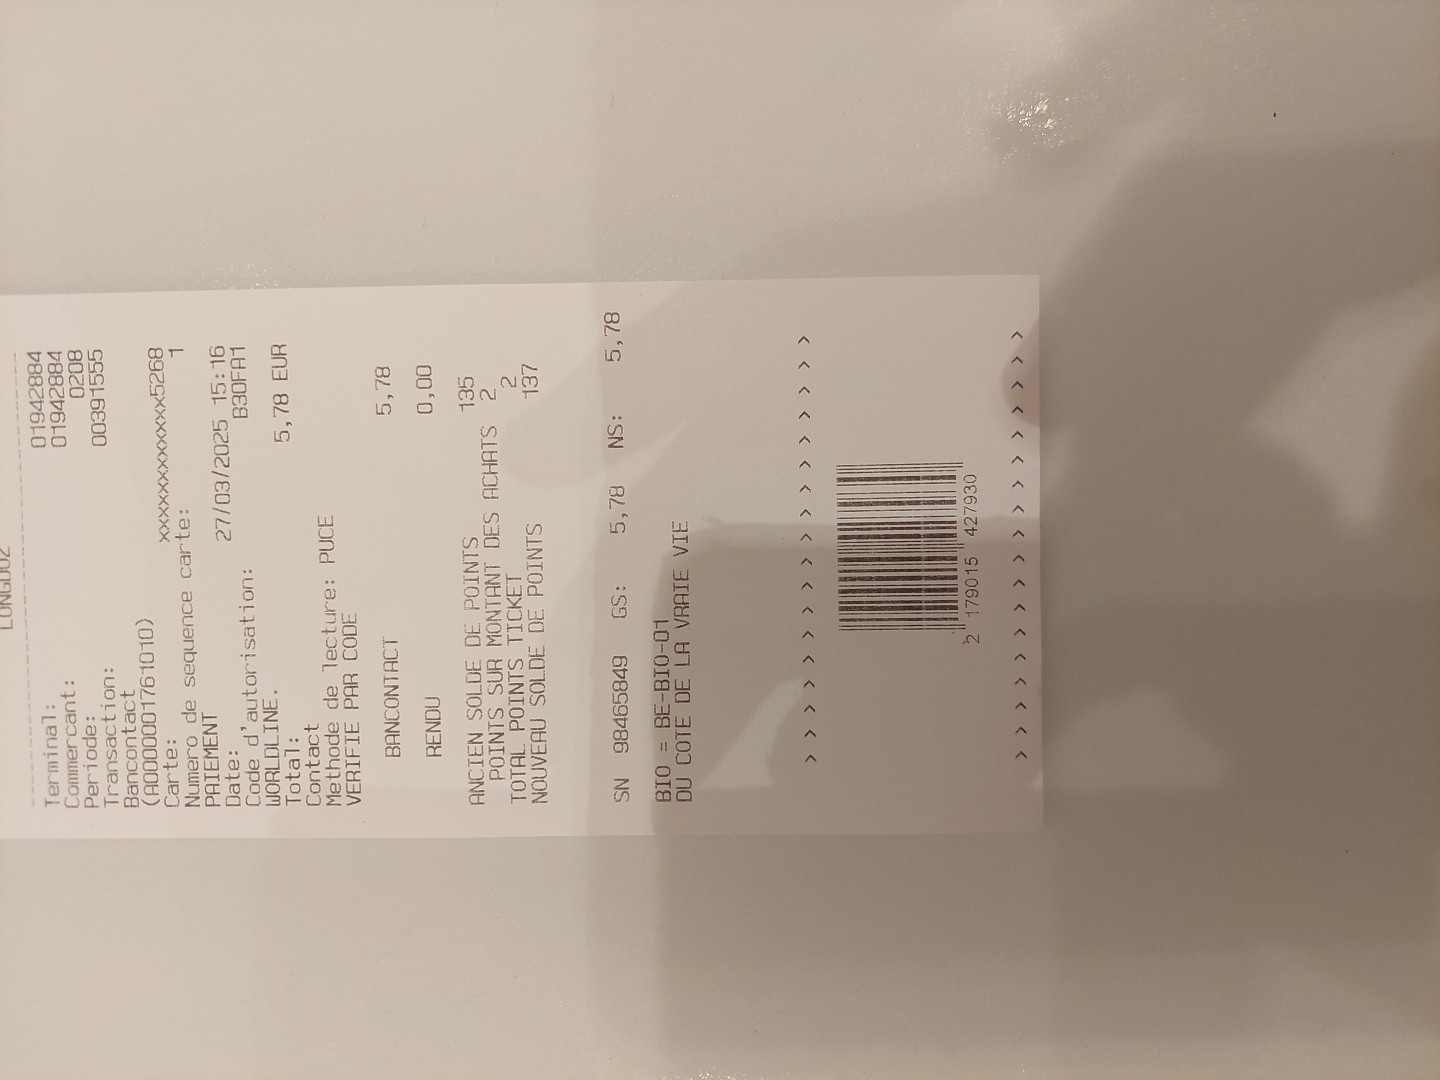 LONGDOZ
Terminal: 01942884
Commercant: 01942884
Periode: 0208
Transaction: 00391555
Bancontact
(A0000001761010)
Carte: xxxxxxxxxxxxx5268
Numero de sequence carte: 1
PAIEMENT
Date: 27/03/2025 15:16
Code d'autorisation: B30FA1
WORLDLINE.
Total: 5,78 EUR
Contact
Methode de lecture: PUCE
VERIFIE PAR CODE
BANCONTACT 5,78
RENDU 0,00
ANCIEN SOLDE DE POINTS 135
POINTS SUR MONTANT DES ACHATS 2
TOTAL POINTS TICKET 2
NOUVEAU SOLDE DE POINTS 137
SN 98465849 GS: 5,78 NS: 5,78
BIO = BE-BIO-01
DU COTE DE LA VRAIE VIE
> > > > > > > > > > > > > > > > > >
2 179015 427930
> > > > > > > > > > > > > > > > > >